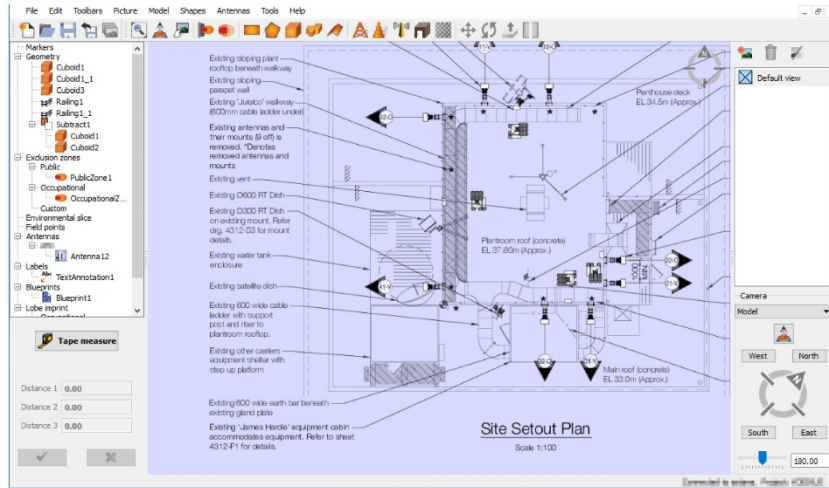 File Edit Toolbars Picture Model Shapes Antennas Tools Help
Markers
Geometry
Cuboid1
Cuboid1_1
Cuboid3
Railing1
Railing1_1
Subtract1
Cuboid1
Cuboid2
Exclusion zones
Public
PublicZone1
Occupational
OccupationalZ...
Custom
Environmental slice
Field points
Antennas
Antenna12
Labels
Abc
TextAnnotation1
Blueprints
Blueprint1
Lobe imprint
Tape measure
Distance 1 0.00
Distance 2 0.00
Distance 3 0.00
Existing sloping plant
rooftop beneath walkway
Existing sloping
parapet wall
Existing 'Jusico' walkway
(600mm cable ladder under)
Existing antennas and
their mounts (9 off) is
removed. *Denotes
removed antennas and
mounts
Existing vent
Existing Ø600 RT Dish
Existing Ø300 RT Dish
on existing mount. Refer
drg. 4312-S3 for mount
details.
Existing water tank
enclosure
Existing satellite dish
Existing 600 wide cable
ladder with support
post and riser to
plantroom rooftop.
Existing other carriers
equipment shelter with
step up platform
Existing 600 wide earth bar beneath
existing gland plate
Existing 'James Hardie' equipment cabin
accommodates equipment. Refer to sheet
4312-F1 for details.
Penthouse deck
EL 34.5m (Approx.)
Plantroom roof (concrete)
EL 37.80m (Approx.)
Main roof (concrete)
EL 33.0m (Approx.)
Site Setout Plan
Scale 1:100
N
Default view
Camera
Model
West North
N
South East
180.00